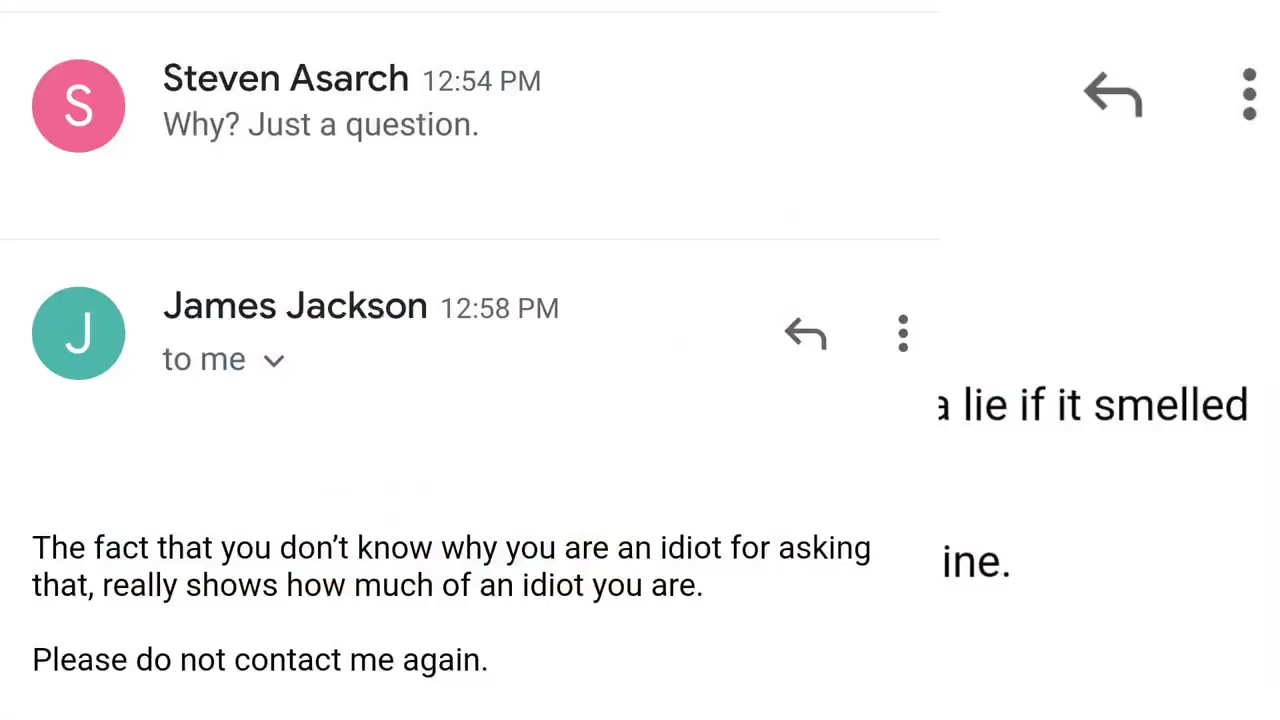 S
Steven Asarch 12:54 PM
Why? Just a question.
J
James Jackson 12:58 PM
to me
a lie if it smelled
The fact that you don’t know why you are an idiot for asking
that, really shows how much of an idiot you are.
ine.
Please do not contact me again.